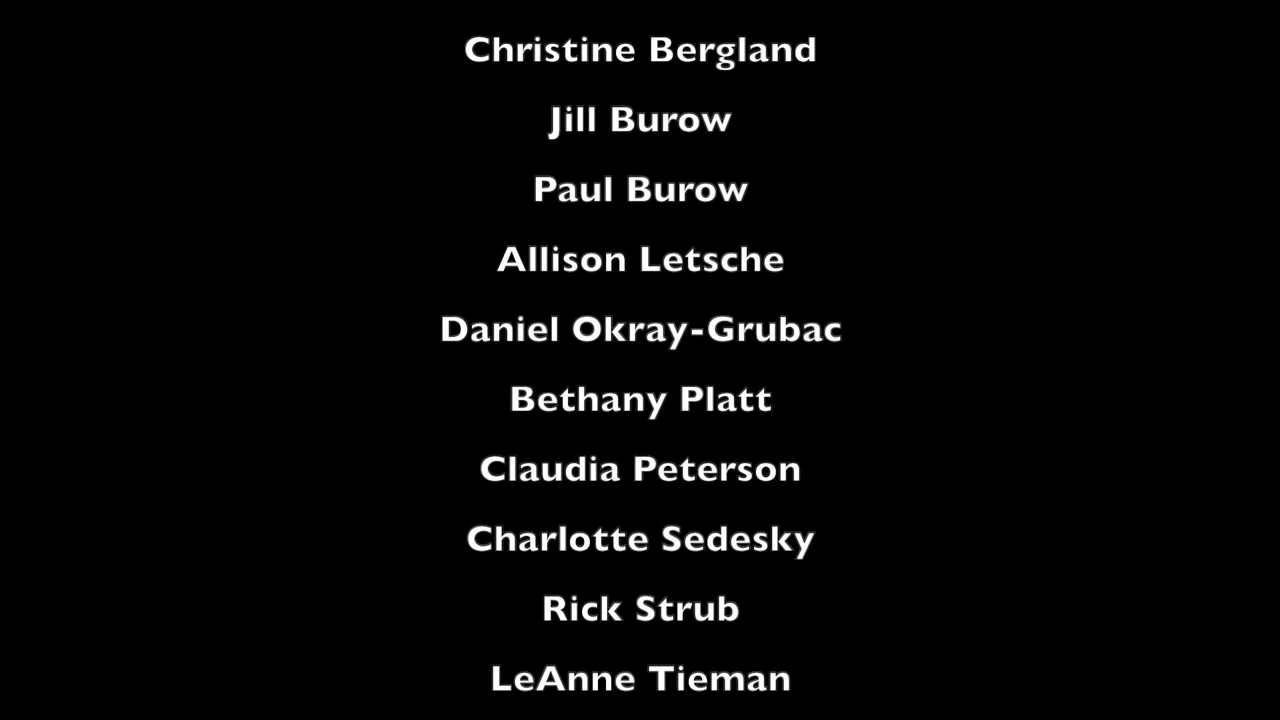 Christine Bergland
Jill Burow
Paul Burow
Allison Letsche
Daniel Okray-Grubac
Bethany Platt
Claudia Peterson
Charlotte Sedesky
Rick Strub
LeAnne Tieman